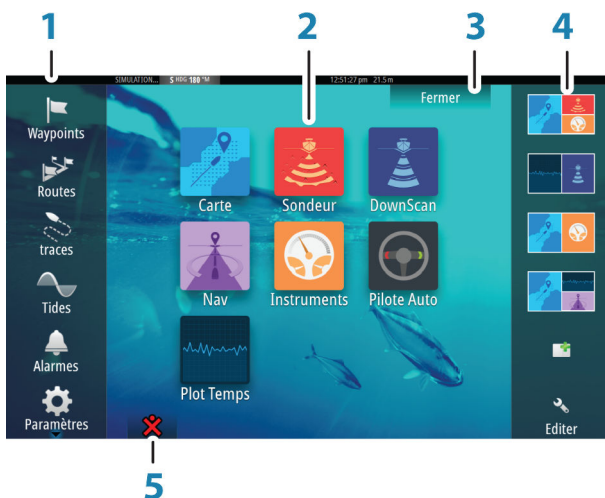 1 2 3 4
SIMULATION... S HDG 180 °M 12:51:27 pm 21.5 m
Fermer
Waypoints
Routes
traces
Tides
Alarmes
Paramètres
Carte Sondeur DownScan
Nav Instruments Pilote Auto
Plot Temps
Editer
5